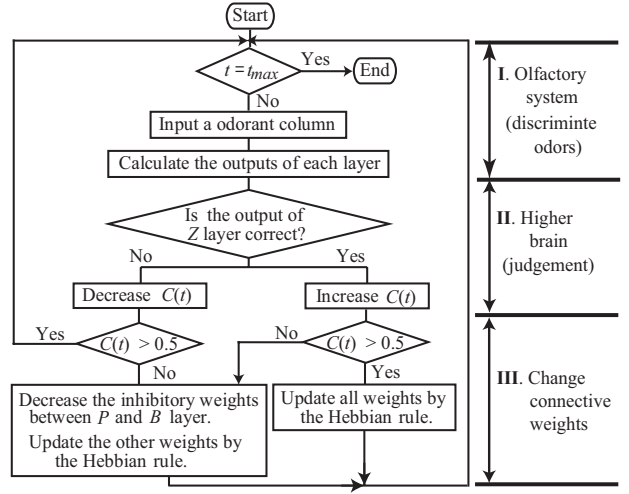 Start
t = tmax
Yes
End
No
Input a odorant column
Calculate the outputs of each layer
Is the output of
Z layer correct?
No
Yes
Decrease C(t)
Increase C(t)
Yes
C(t) > 0.5
No
C(t) > 0.5
No
Yes
Decrease the inhibitory weights
between P and B layer.
Update the other weights by
the Hebbian rule.
Update all weights by
the Hebbian rule.
I. Olfactory
system
(discriminte
odors)
II. Higher
brain
(judgement)
III. Change
connective
weights